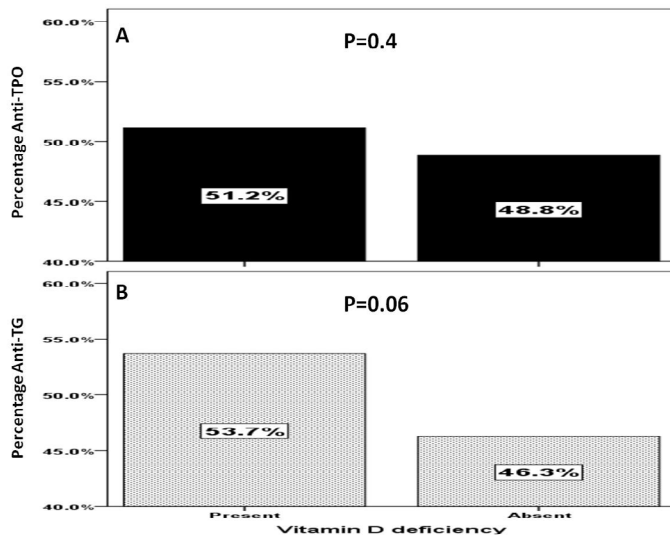 A
P=0.4
Percentage Anti-TPO
60.0%
55.0%
50.0%
45.0%
40.0%
51.2%
48.8%
B
P=0.06
Percentage Anti-TG
60.0%
55.0%
50.0%
45.0%
40.0%
53.7%
46.3%
Present
Absent
Vitamin D deficiency